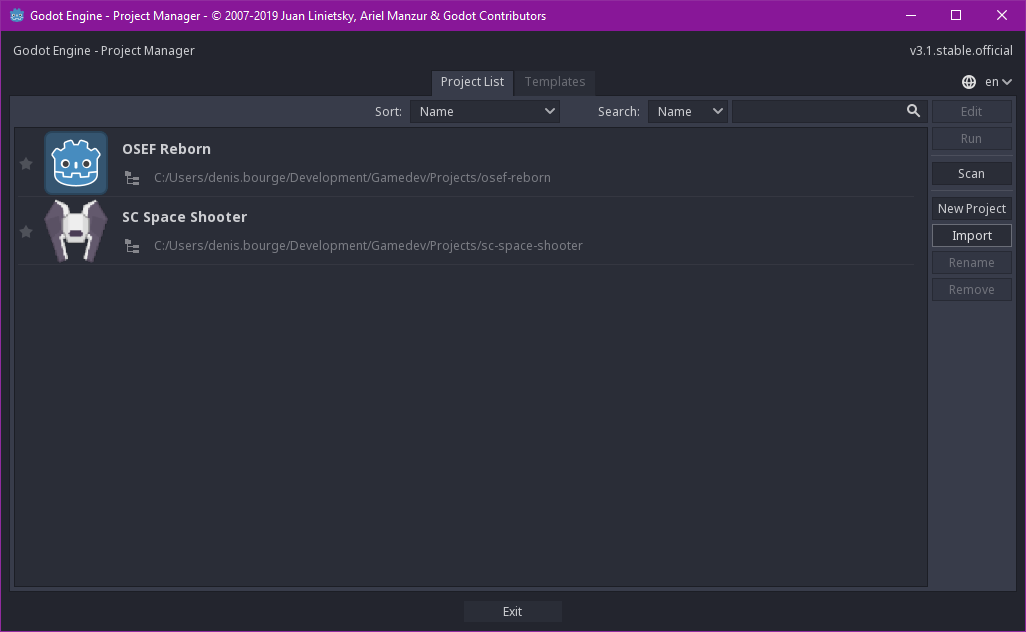 Godot Engine - Project Manager - © 2007-2019 Juan Linietsky, Ariel Manzur & Godot Contributors
Godot Engine - Project Manager
v3.1.stable.official
Project List
Templates
en
Sort:
Name
Search:
Name
Edit
Run
Scan
New Project
Import
Rename
Remove
OSEF Reborn
C:/Users/denis.bourge/Development/Gamedev/Projects/osef-reborn
SC Space Shooter
C:/Users/denis.bourge/Development/Gamedev/Projects/sc-space-shooter
Exit